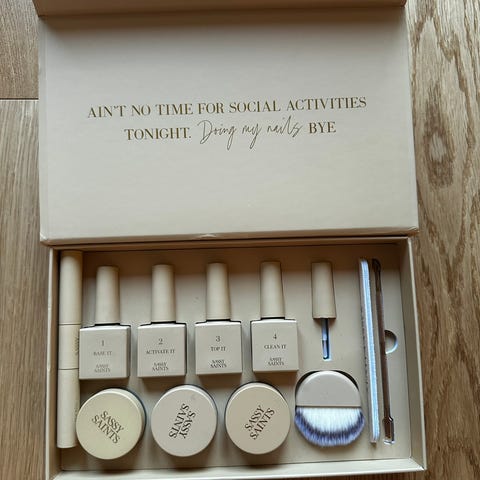 AIN'T NO TIME FOR SOCIAL ACTIVITIES
TONIGHT. Doing my nails BYE
1
BASE IT
SASSY
SAINTS
2
ACTIVATE IT
SASSY
SAINTS
3
TOP IT
SASSY
SAINTS
4
CLEAN IT
SASSY
SAINTS
SASSY
SAINTS
SASSY
SAINTS
SASSY
SAINTS